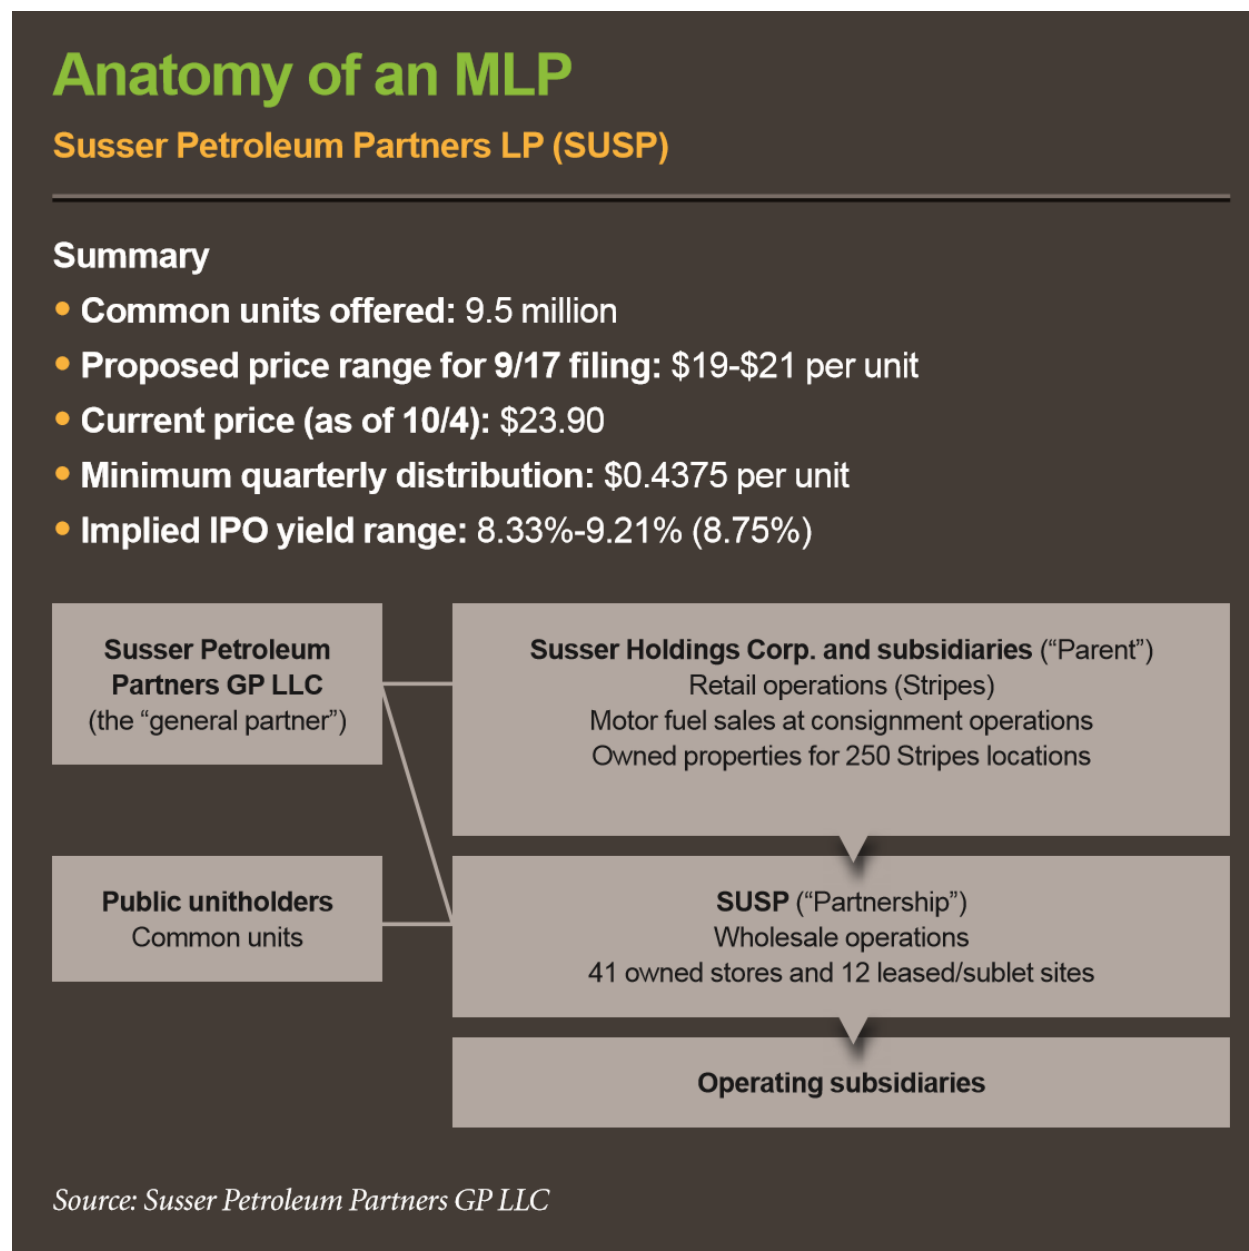 Anatomy of an MLP
Susser Petroleum Partners LP (SUSP)
Summary
• Common units offered: 9.5 million
• Proposed price range for 9/17 filing: $19-$21 per unit
• Current price (as of 10/4): $23.90
• Minimum quarterly distribution: $0.4375 per unit
• Implied IPO yield range: 8.33%-9.21% (8.75%)
Susser Petroleum
Partners GP LLC
(the “general partner”)
Susser Holdings Corp. and subsidiaries (“Parent”)
Retail operations (Stripes)
Motor fuel sales at consignment operations
Owned properties for 250 Stripes locations
Public unitholders
Common units
SUSP (“Partnership”)
Wholesale operations
41 owned stores and 12 leased/sublet sites
Operating subsidiaries
Source: Susser Petroleum Partners GP LLC